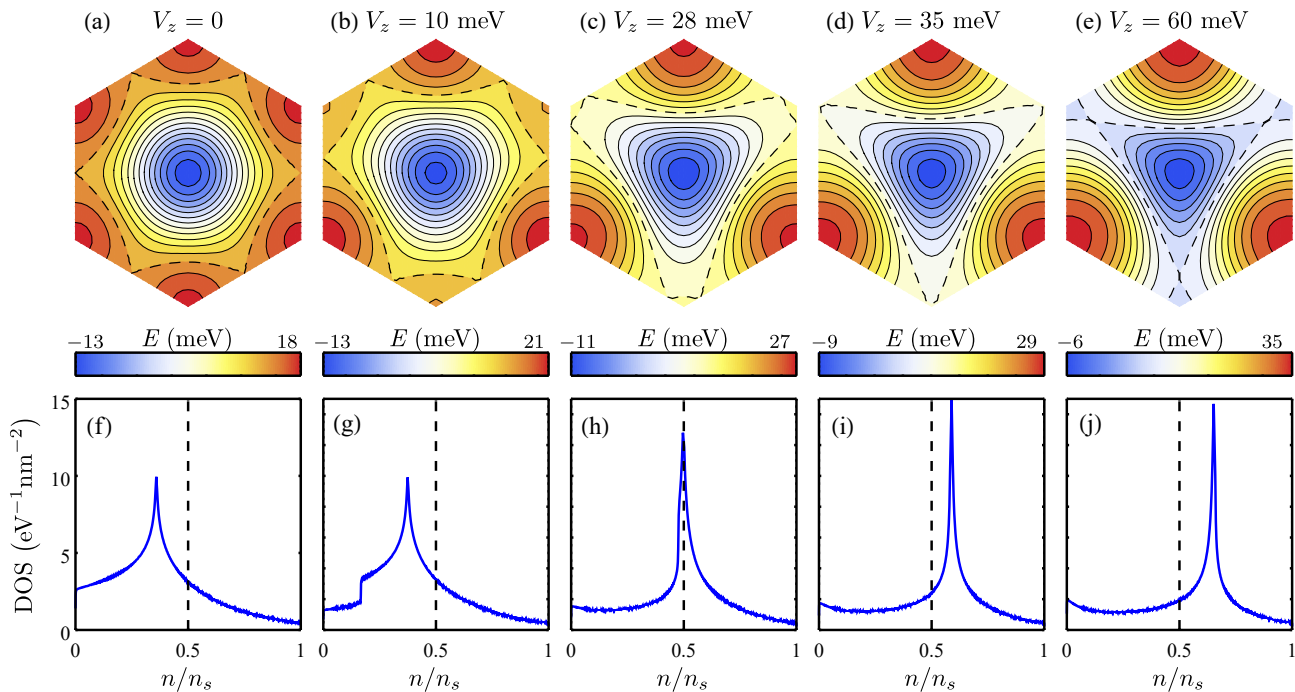 (a) V_z = 0 (b) V_z = 10 meV (c) V_z = 28 meV (d) V_z = 35 meV (e) V_z = 60 meV
−13 E (meV) 18 −13 E (meV) 21 −11 E (meV) 27 −9 E (meV) 29 −6 E (meV) 35
DOS (eV⁻¹nm⁻²)
15
10
5
0
(f) (g) (h) (i) (j)
0 0.5 1 0 0.5 1 0 0.5 1 0 0.5 1 0 0.5 1
n/n_s n/n_s n/n_s n/n_s n/n_s